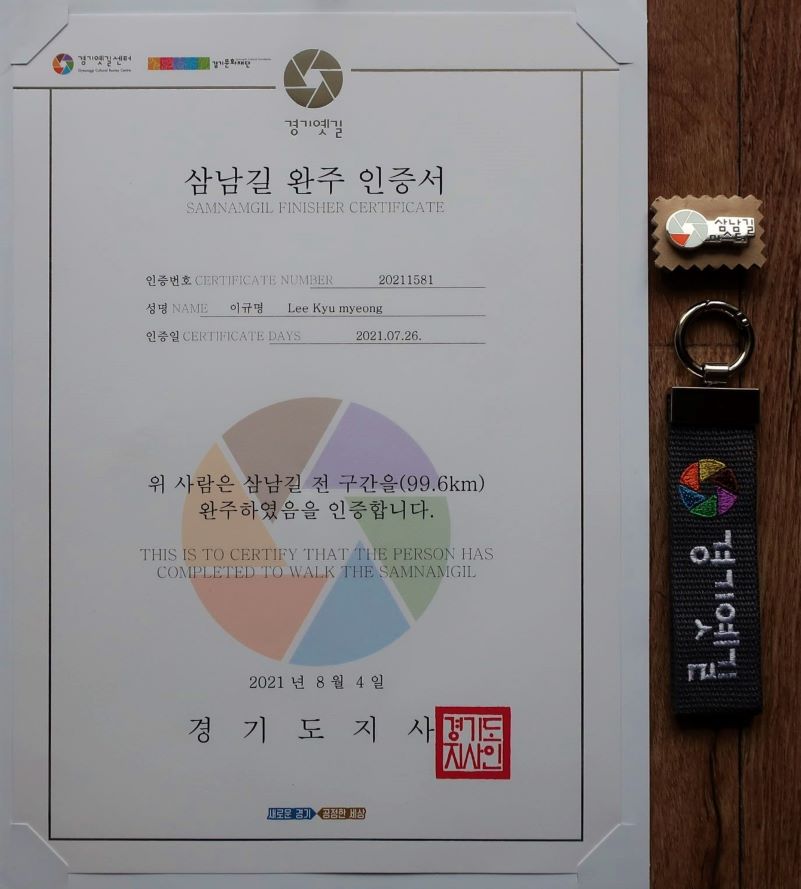 경기옛길센터
경기문화재단
경기옛길
삼남길 완주 인증서
SAMNAMGIL FINISHER CERTIFICATE
인증번호 CERTIFICATE NUMBER 20211581
성명 NAME 이규명 Lee Kyu myeong
인증일 CERTIFICATE DAYS 2021.07.26.
위 사람은 삼남길 전 구간을(99.6km)
완주하였음을 인증합니다.
THIS IS TO CERTIFY THAT THE PERSON HAS
COMPLETED TO WALK THE SAMNAMGIL
2021년 8월 4일
경기도지사
경기도
지사인
새로운 경기 공정한 세상
삼남길
경기옛길